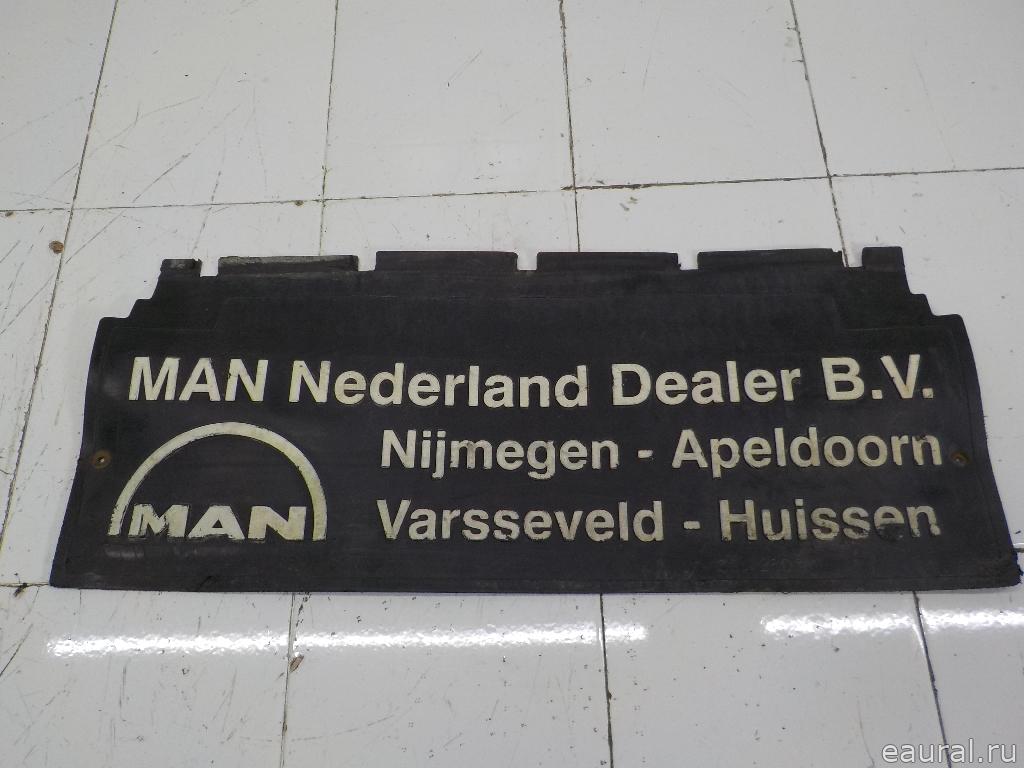 MAN Nederland Dealer B.V.
Nijmegen - Apeldoorn
MAN
Varsseveld - Huissen
eaural.ru